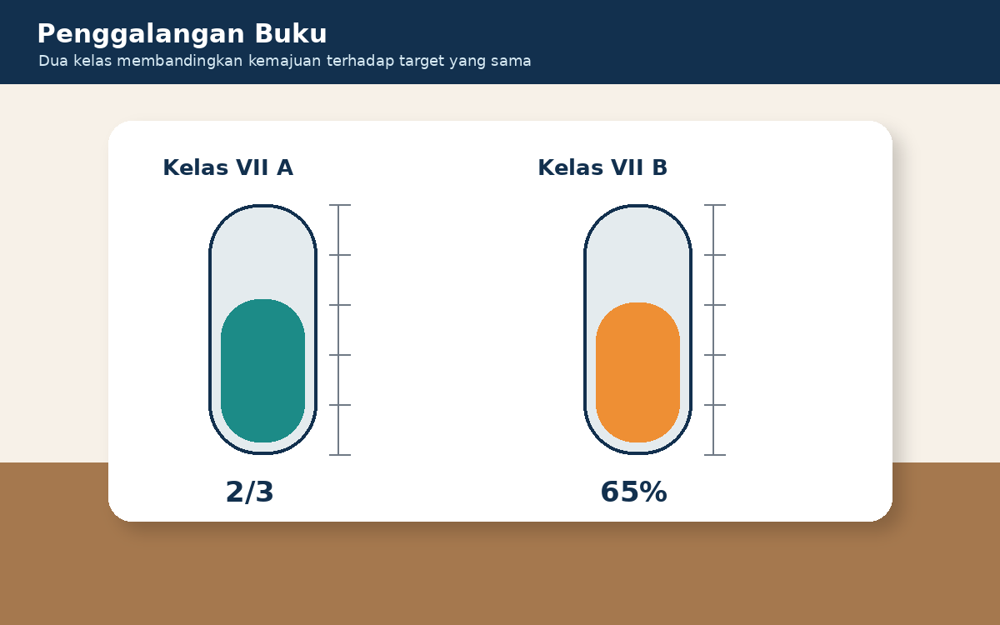 Penggalangan Buku
Dua kelas membandingkan kemajuan terhadap target yang sama
Kelas VII A
Kelas VII B
2/3
65%